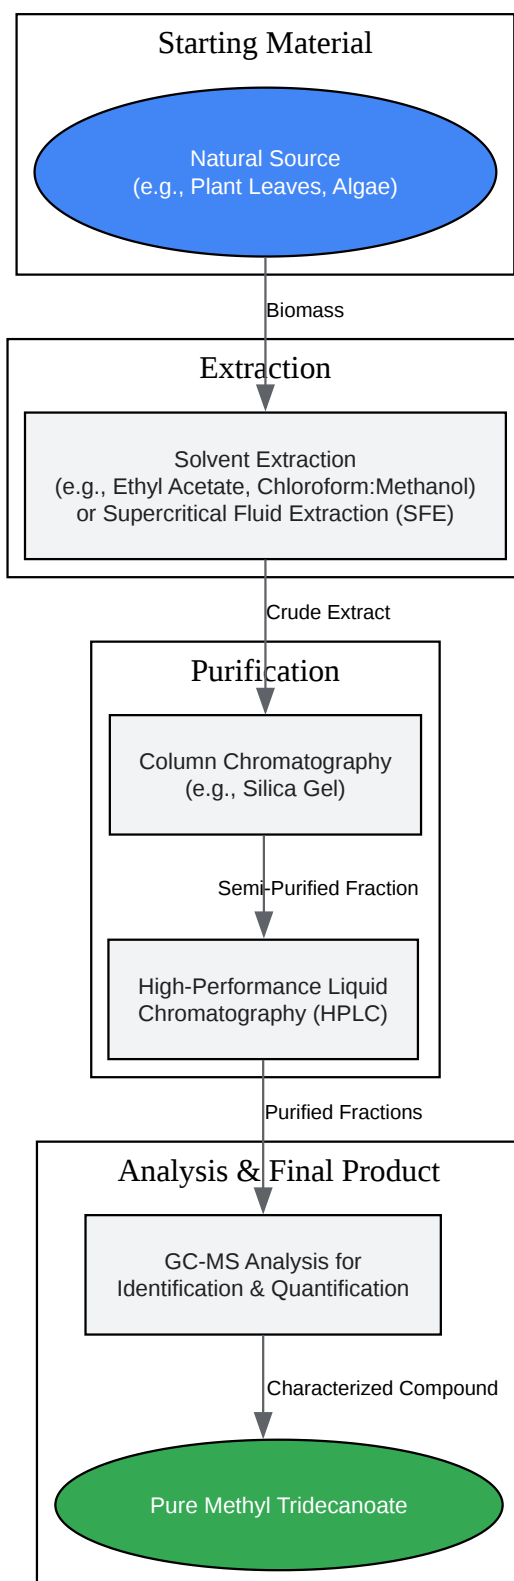 Starting Material
Natural Source
(e.g., Plant Leaves, Algae)
Biomass
Extraction
Solvent Extraction
(e.g., Ethyl Acetate, Chloroform:Methanol)
or Supercritical Fluid Extraction (SFE)
Crude Extract
Purification
Column Chromatography
(e.g., Silica Gel)
Semi-Purified Fraction
High-Performance Liquid
Chromatography (HPLC)
Purified Fractions
Analysis & Final Product
GC-MS Analysis for
Identification & Quantification
Characterized Compound
Pure Methyl Tridecanoate